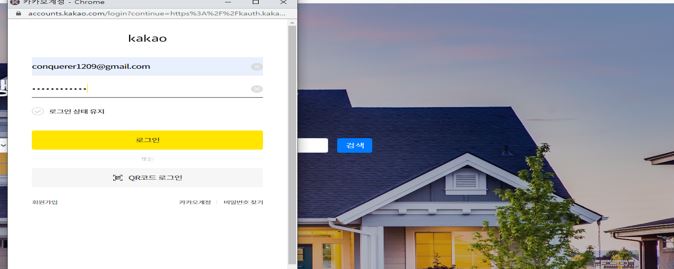 카카오계정 - Chrome
accounts.kakao.com/login?continue=https%3A%2F%2Fkauth.kaka...
kakao
conquerer1209@gmail.com
••••••••••••
로그인 상태 유지
로그인
검색
또는
QR코드 로그인
회원가입
카카오계정
비밀번호 찾기